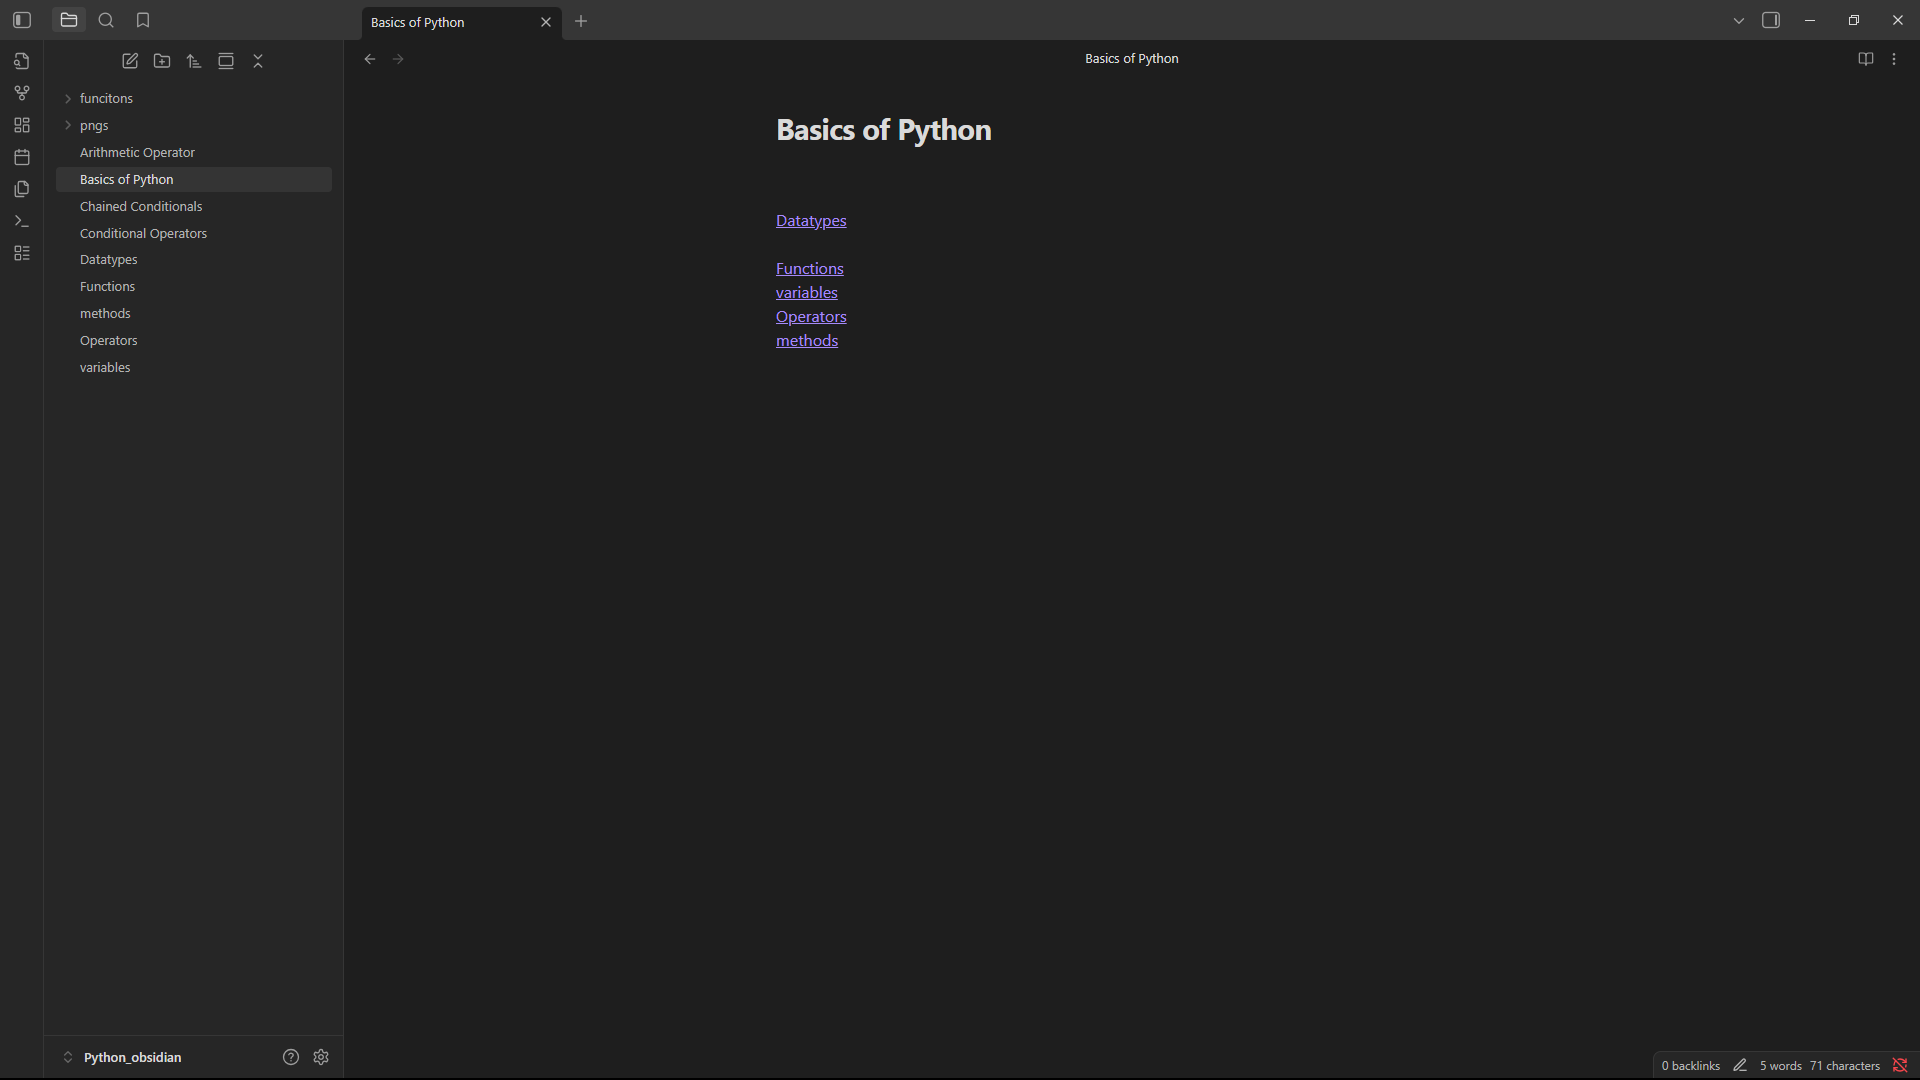 Basics of Python
Basics of Python
funcitons
pngs
Arithmetic Operator
Basics of Python
Chained Conditionals
Conditional Operators
Datatypes
Functions
methods
Operators
variables
Basics of Python
Datatypes
Functions
variables
Operators
methods
Python_obsidian
0 backlinks 5 words 71 characters